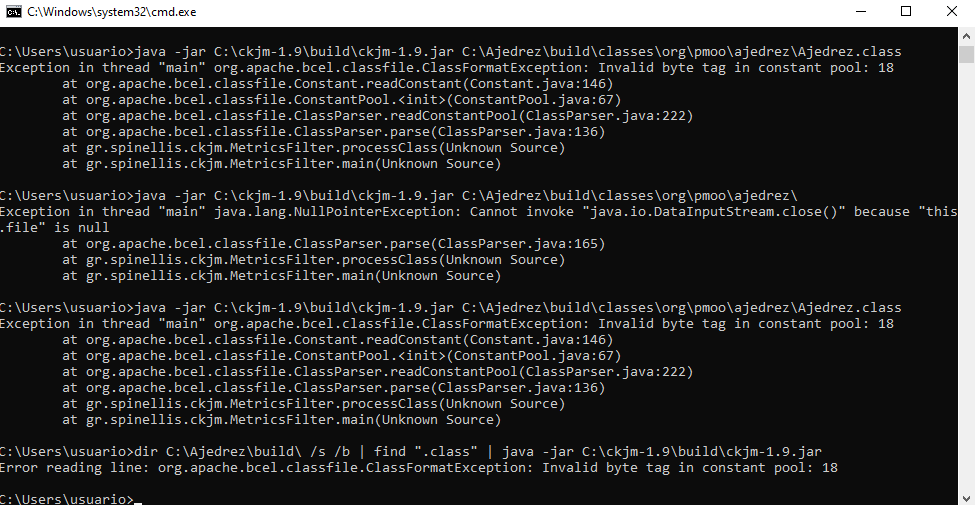 C:\Windows\system32\cmd.exe
C:\Users\usuario>java -jar C:\ckjm-1.9\build\ckjm-1.9.jar C:\Ajedrez\build\classes\org\pmoo\ajedrez\Ajedrez.class
Exception in thread "main" org.apache.bcel.classfile.ClassFormatException: Invalid byte tag in constant pool: 18
at org.apache.bcel.classfile.Constant.readConstant(Constant.java:146)
at org.apache.bcel.classfile.ConstantPool.<init>(ConstantPool.java:67)
at org.apache.bcel.classfile.ClassParser.readConstantPool(ClassParser.java:222)
at org.apache.bcel.classfile.ClassParser.parse(ClassParser.java:136)
at gr.spinellis.ckjm.MetricsFilter.processClass(Unknown Source)
at gr.spinellis.ckjm.MetricsFilter.main(Unknown Source)
C:\Users\usuario>java -jar C:\ckjm-1.9\build\ckjm-1.9.jar C:\Ajedrez\build\classes\org\pmoo\ajedrez\
Exception in thread "main" java.lang.NullPointerException: Cannot invoke "java.io.DataInputStream.close()" because "this
.file" is null
at org.apache.bcel.classfile.ClassParser.parse(ClassParser.java:165)
at gr.spinellis.ckjm.MetricsFilter.processClass(Unknown Source)
at gr.spinellis.ckjm.MetricsFilter.main(Unknown Source)
C:\Users\usuario>java -jar C:\ckjm-1.9\build\ckjm-1.9.jar C:\Ajedrez\build\classes\org\pmoo\ajedrez\Ajedrez.class
Exception in thread "main" org.apache.bcel.classfile.ClassFormatException: Invalid byte tag in constant pool: 18
at org.apache.bcel.classfile.Constant.readConstant(Constant.java:146)
at org.apache.bcel.classfile.ConstantPool.<init>(ConstantPool.java:67)
at org.apache.bcel.classfile.ClassParser.readConstantPool(ClassParser.java:222)
at org.apache.bcel.classfile.ClassParser.parse(ClassParser.java:136)
at gr.spinellis.ckjm.MetricsFilter.processClass(Unknown Source)
at gr.spinellis.ckjm.MetricsFilter.main(Unknown Source)
C:\Users\usuario>dir C:\Ajedrez\build\ /s /b | find ".class" | java -jar C:\ckjm-1.9\build\ckjm-1.9.jar
Error reading line: org.apache.bcel.classfile.ClassFormatException: Invalid byte tag in constant pool: 18
C:\Users\usuario>_